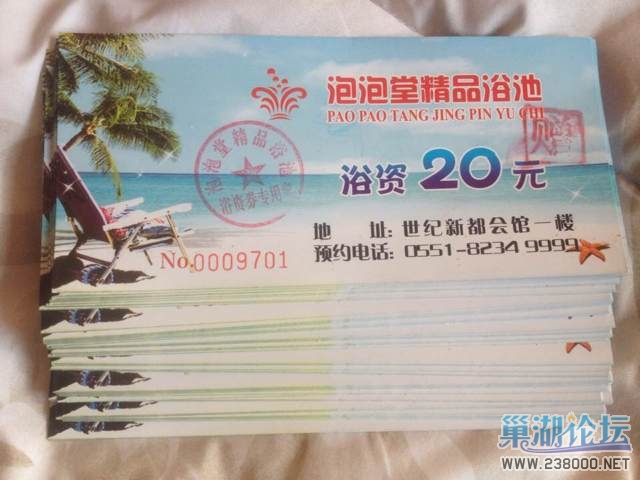 泡泡堂精品浴池
PAO PAO TANG JING PIN YU CHI
泡泡堂精品浴池
浴资券专用章
赠
浴资 20 元
地 址: 世纪新都会馆一楼
预约电话: 0551-8234 9999
No.0009701
巢湖论坛
WWW.238000.NET